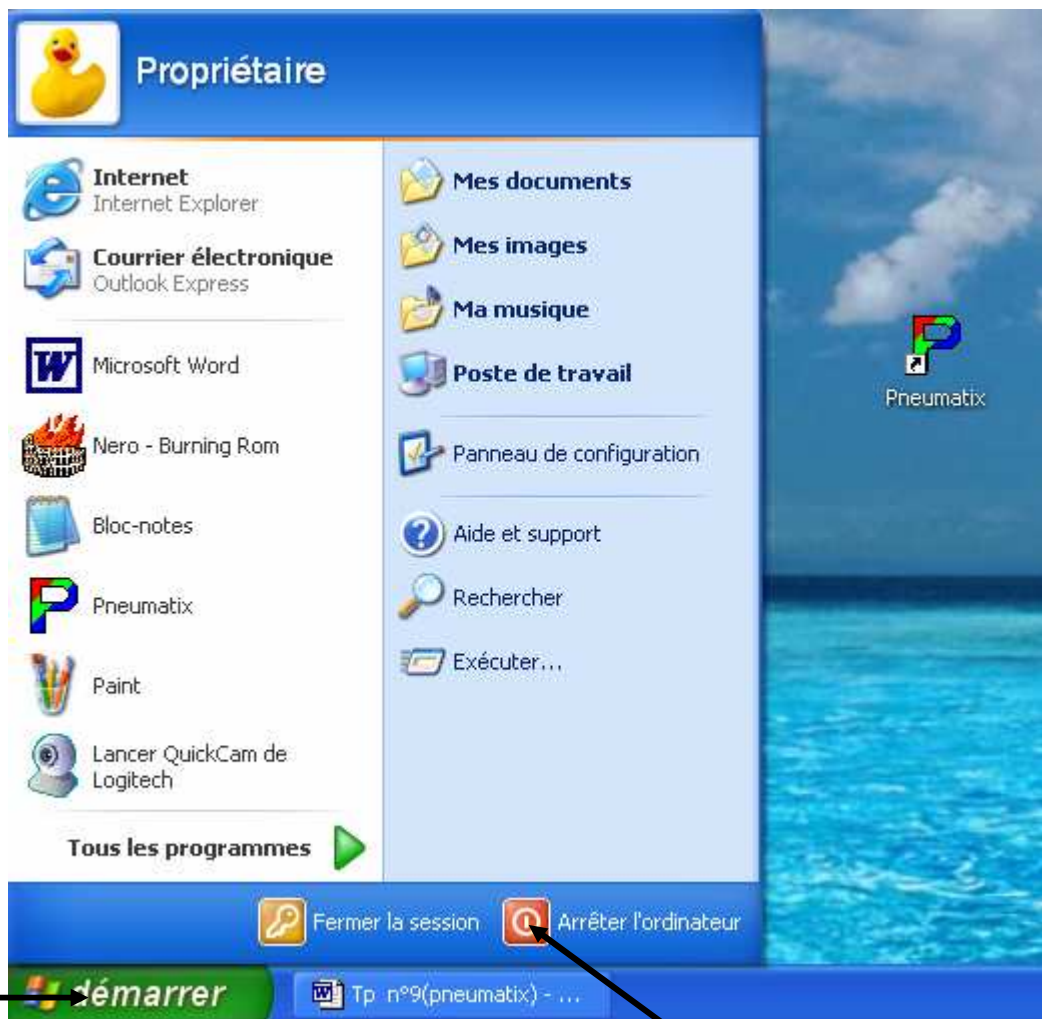 Propriétaire
Internet
Internet Explorer
Courrier électronique
Outlook Express
Microsoft Word
Nero - Burning Rom
Bloc-notes
Pneumatix
Paint
Lancer QuickCam de
Logitech
Tous les programmes
Mes documents
Mes images
Ma musique
Poste de travail
Panneau de configuration
Aide et support
Rechercher
Exécuter...
Pneumatix
Fermer la session
Arrêter l'ordinateur
démarrer
Tp n°9(pneumatix) - ...